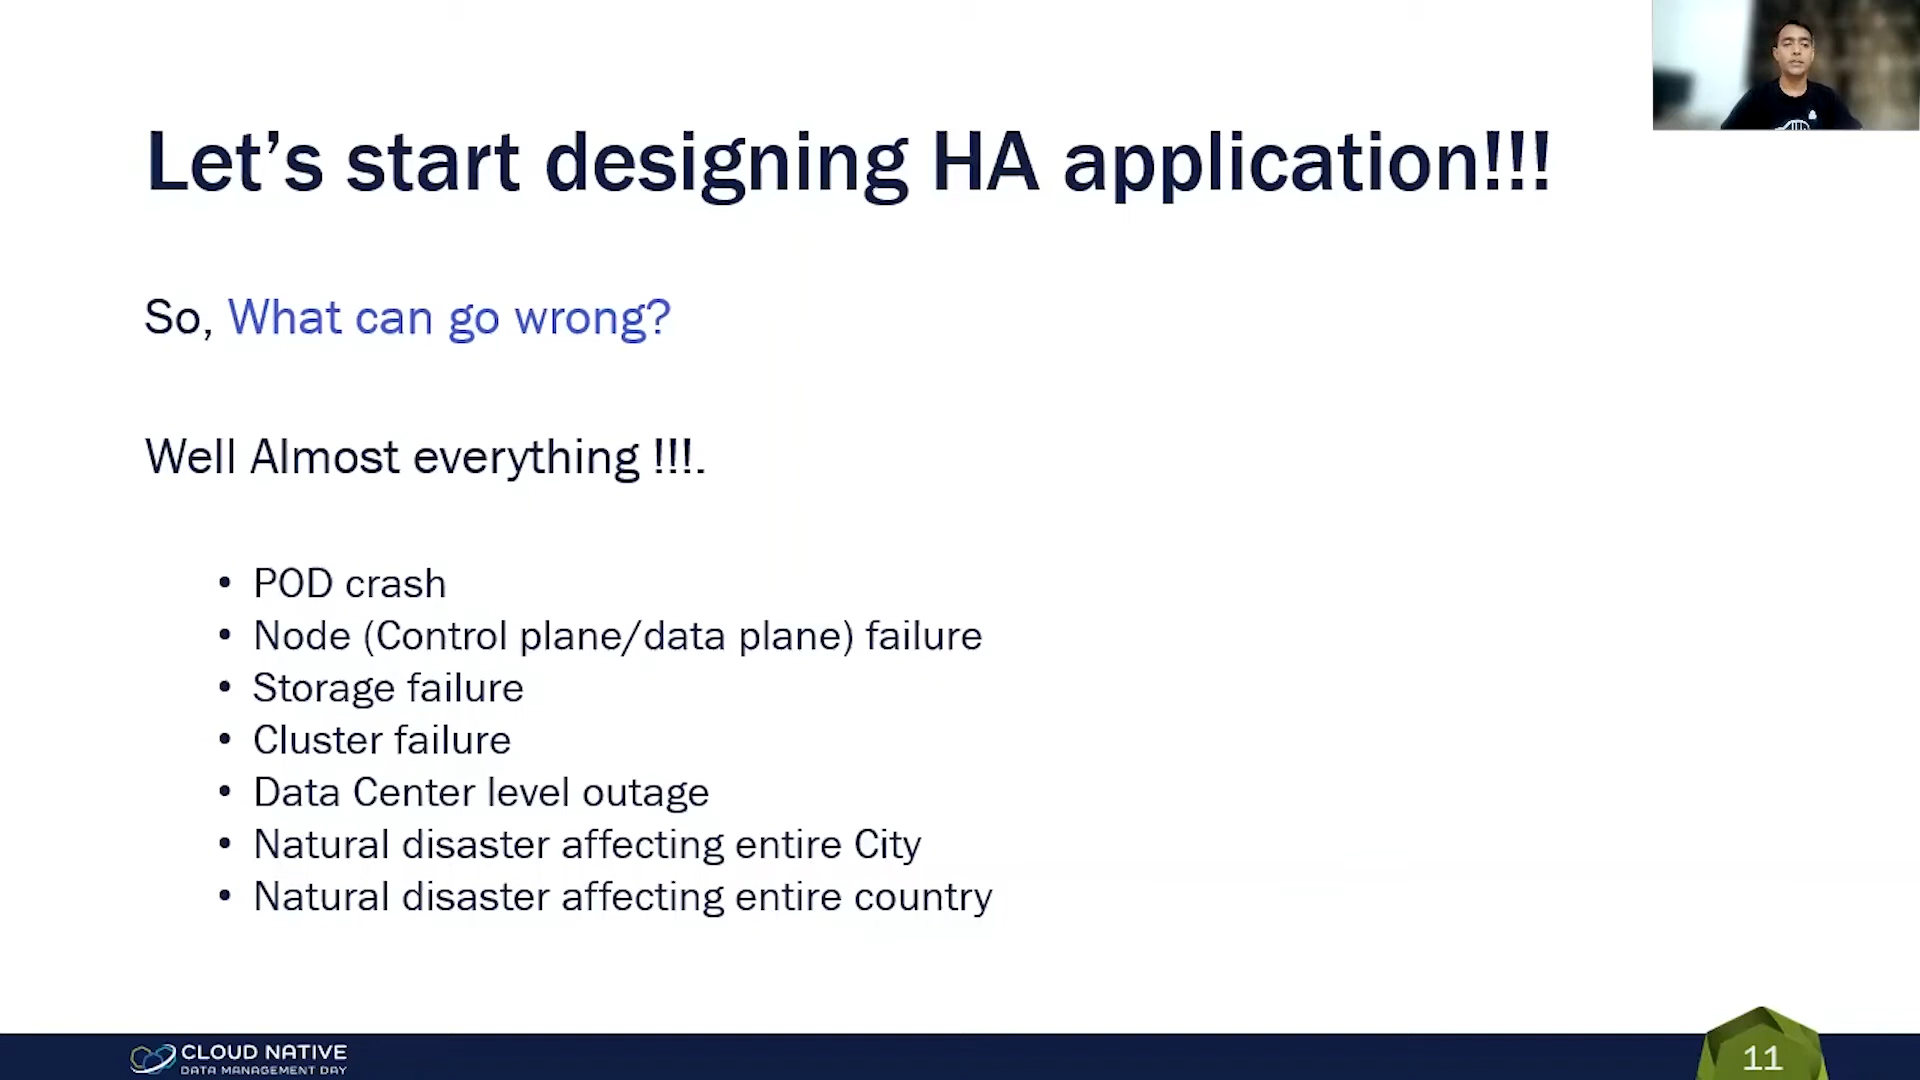 Let's start designing HA application!!!
So, What can go wrong?
Well Almost everything !!!.
• POD crash
• Node (Control plane/data plane) failure
• Storage failure
• Cluster failure
• Data Center level outage
• Natural disaster affecting entire City
• Natural disaster affecting entire country
CLOUD NATIVE
DATA MANAGEMENT DAY
11